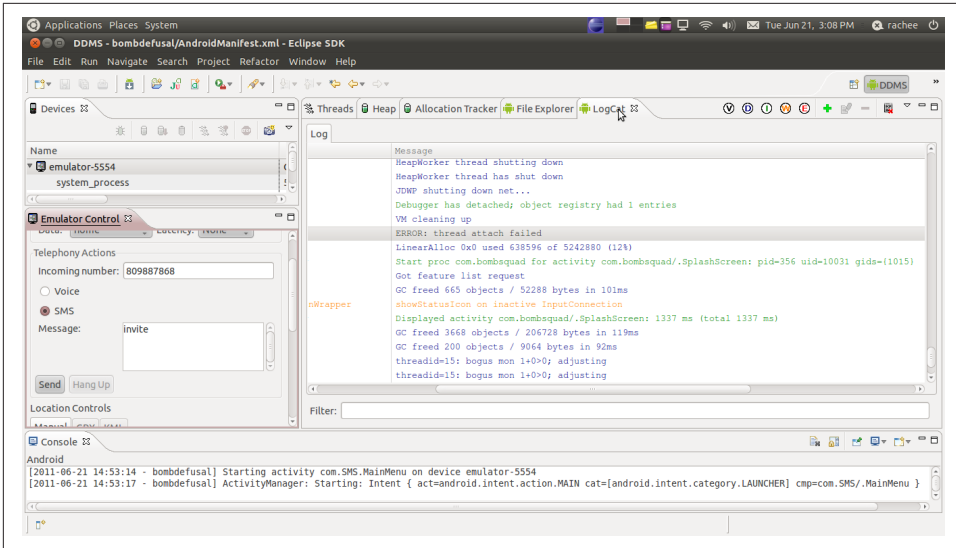 Applications Places System
Tue Jun 21, 3:08 PM
rachee
DDMS - bombdefusal/AndroidManifest.xml - Eclipse SDK
File Edit Run Navigate Search Project Refactor Window Help
DDMS
»
Devices
Threads Heap Allocation Tracker File Explorer LogCat
V D I W E
Log
Name
emulator-5554
system_process
Emulator Control
Data: home Latency: None
Telephony Actions
Incoming number: 809887868
Voice
SMS
Message: invite
Send Hang Up
Location Controls
Manual GPX KML
Message
HeapWorker thread shutting down
HeapWorker thread has shut down
JDWP shutting down net...
Debugger has detached; object registry had 1 entries
VM cleaning up
ERROR: thread attach failed
LinearAlloc 0x0 used 638596 of 5242880 (12%)
Start proc com.bombsquad for activity com.bombsquad/.SplashScreen: pid=356 uid=10031 gids={1015}
Got feature list request
GC freed 665 objects / 52288 bytes in 101ms
nWrapper showStatusIcon on inactive InputConnection
Displayed activity com.bombsquad/.SplashScreen: 1337 ms (total 1337 ms)
GC freed 3668 objects / 206728 bytes in 119ms
GC freed 200 objects / 9064 bytes in 92ms
threadid=15: bogus mon 1+0>0; adjusting
threadid=15: bogus mon 1+0>0; adjusting
Filter:
Console
Android
[2011-06-21 14:53:14 - bombdefusal] Starting activity com.SMS.MainMenu on device emulator-5554
[2011-06-21 14:53:17 - bombdefusal] ActivityManager: Starting: Intent { act=android.intent.action.MAIN cat=[android.intent.category.LAUNCHER] cmp=com.SMS/.MainMenu }